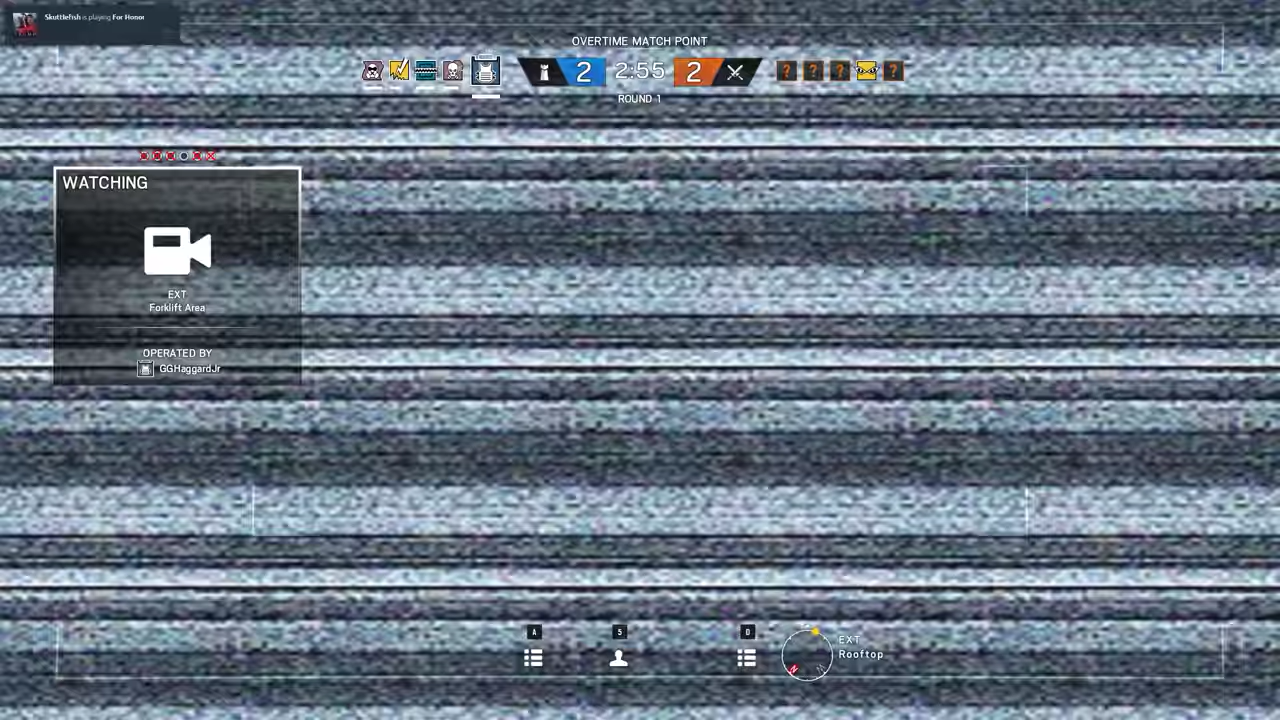 Skuttlefish is playing For Honor
OVERTIME MATCH POINT
2 2:55 2
? ? ? ?
ROUND 1
WATCHING
EXT
Forklift Area
OPERATED BY
GGHaggardJr
A S D
EXT
Rooftop
N